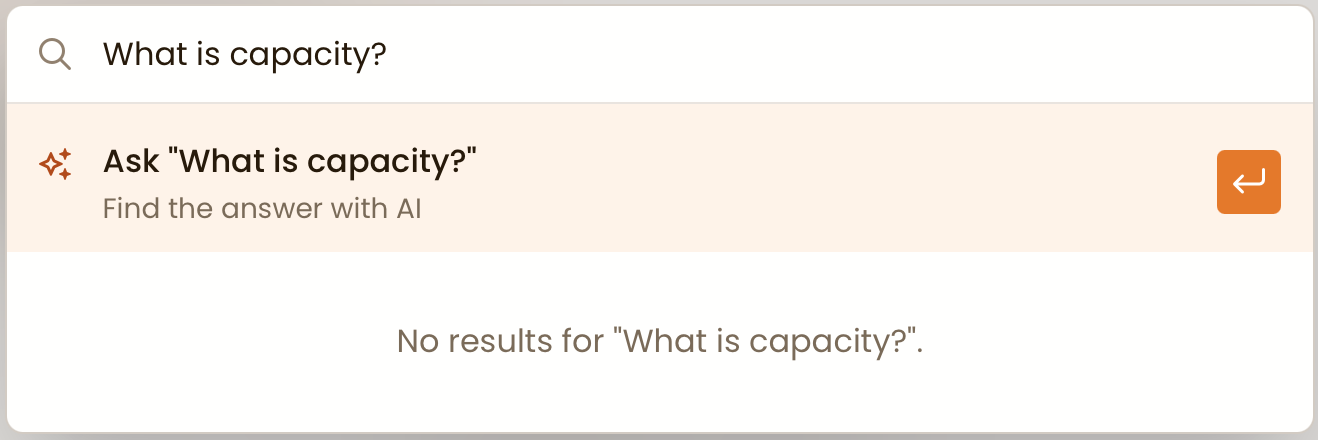 What is capacity?
Ask "What is capacity?"
Find the answer with AI
No results for "What is capacity?".